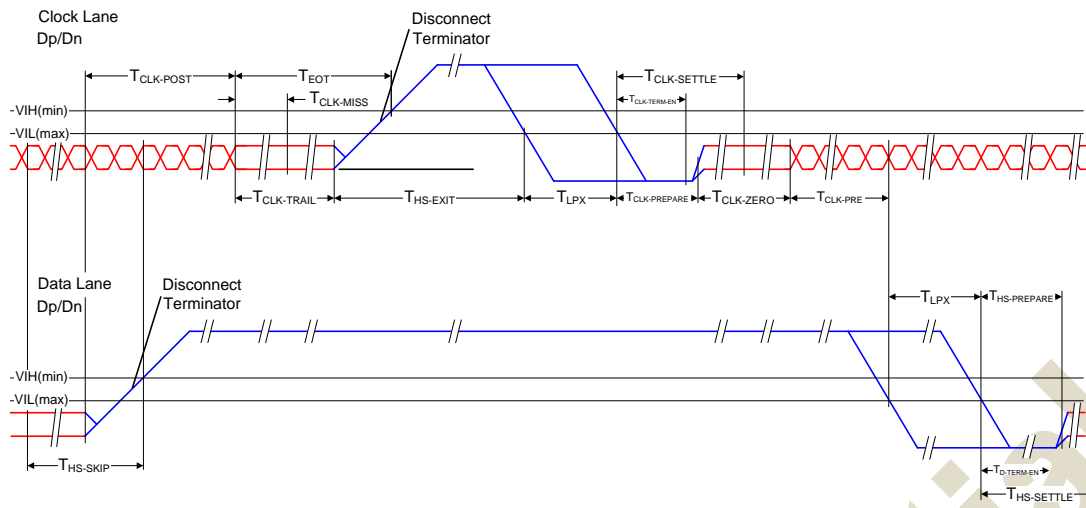 Clock Lane
Dp/Dn
Disconnect
Terminator
TCLK-POST
TEOT
TCLK-SETTLE
TCLK-MISS
TCLK-TERM-EN
VIH(min)
VIL(max)
TCLK-TRAIL
THS-EXIT
TLPX
TCLK-PREPARE
TCLK-ZERO
TCLK-PRE
Data Lane
Dp/Dn
Disconnect
Terminator
TLPX
THS-PREPARE
VIH(min)
VIL(max)
THS-SKIP
TD-TERM-EN
THS-SETTLE